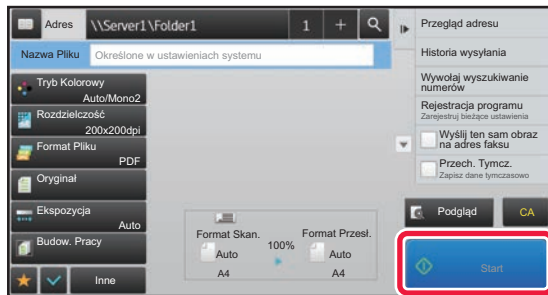 Adres
\\Server1\Folder1
1
+
Przegląd adresu
Nazwa Pliku
Określone w ustawieniach systemu
Historia wysyłania
Wywołaj wyszukiwanie
numerów
Tryb Kolorowy
Auto/Mono2
Rejestracja programu
Zarejestruj bieżące ustawienia
Rozdzielczość
200x200dpi
Wyślij ten sam obraz
na adres faksu
Format Pliku
PDF
Przech. Tymcz.
Zapisz dane tymczasowo
Oryginał
Ekspozycja
Auto
Podgląd
CA
Budow. Pracy
Format Skan.
100%
Format Przesł.
Auto
Auto
A4
A4
Inne
Start